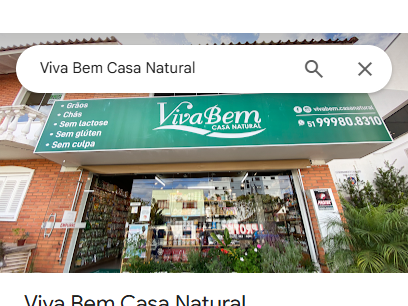 Viva Bem Casa Natural
• Grãos
• Chás
• Sem lactose
• Sem glúten
• Sem culpa
VivaBem
CASA NATURAL
vivabem.casanatural
51 99980.8310
Viva Bem Casa Natural